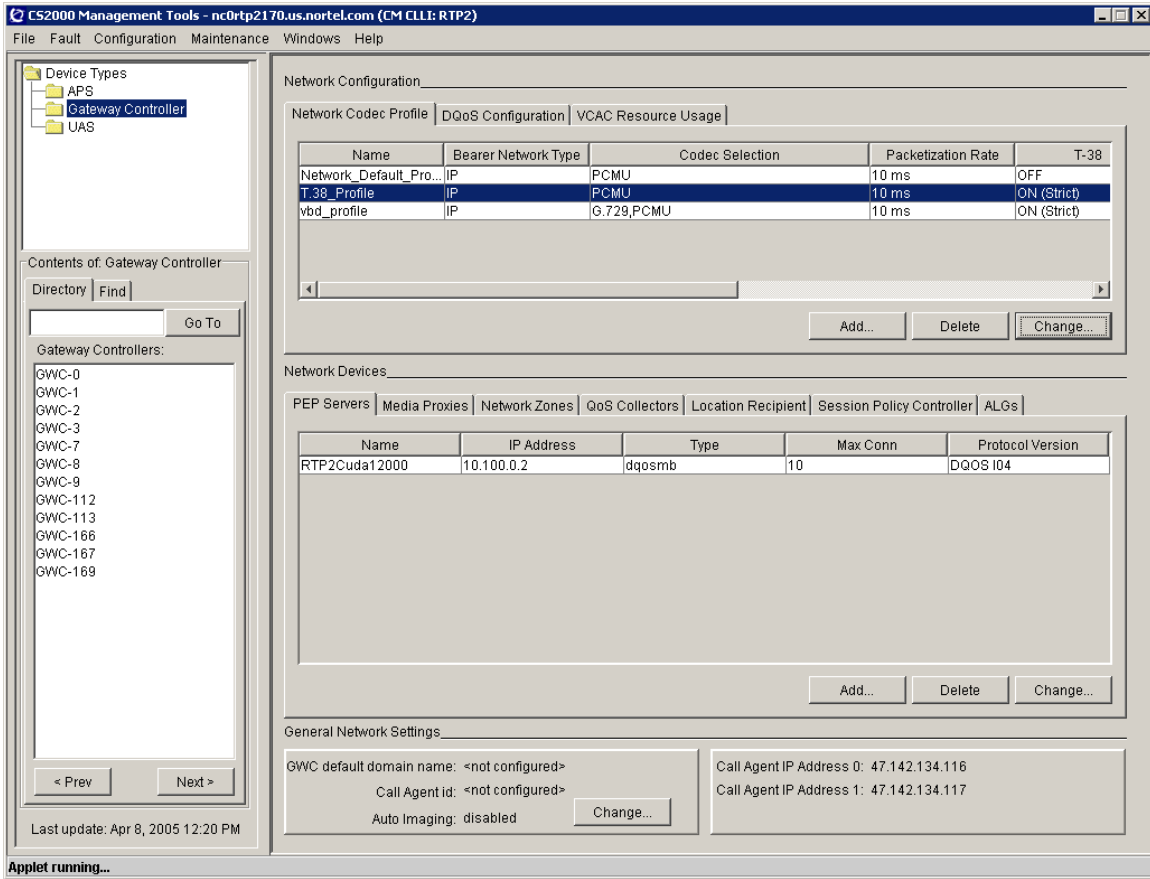 CS2000 Management Tools - nc0rtp2170.us.nortel.com (CM CLLI: RTP2)
File Fault Configuration Maintenance Windows Help
Device Types
APS
Gateway Controller
UAS
Contents of: Gateway Controller
Directory Find
Go To
Gateway Controllers:
GWC-0
GWC-1
GWC-2
GWC-3
GWC-7
GWC-8
GWC-9
GWC-112
GWC-113
GWC-166
GWC-167
GWC-169
< Prev Next >
Last update: Apr 8, 2005 12:20 PM
Network Configuration
Network Codec Profile DQoS Configuration VCAC Resource Usage
Name Bearer Network Type Codec Selection Packetization Rate T-38
Network_Default_Pro... IP PCMU 10 ms OFF
T.38_Profile IP PCMU 10 ms ON (Strict)
vbd_profile IP G.729,PCMU 10 ms ON (Strict)
Add... Delete Change...
Network Devices
PEP Servers Media Proxies Network Zones QoS Collectors Location Recipient Session Policy Controller ALGs
Name IP Address Type Max Conn Protocol Version
RTP2Cuda12000 10.100.0.2 dqosmb 10 DQOS I04
Add... Delete Change...
General Network Settings
GWC default domain name: <not configured>
Call Agent id: <not configured>
Auto Imaging: disabled Change...
Call Agent IP Address 0: 47.142.134.116
Call Agent IP Address 1: 47.142.134.117
Applet running...